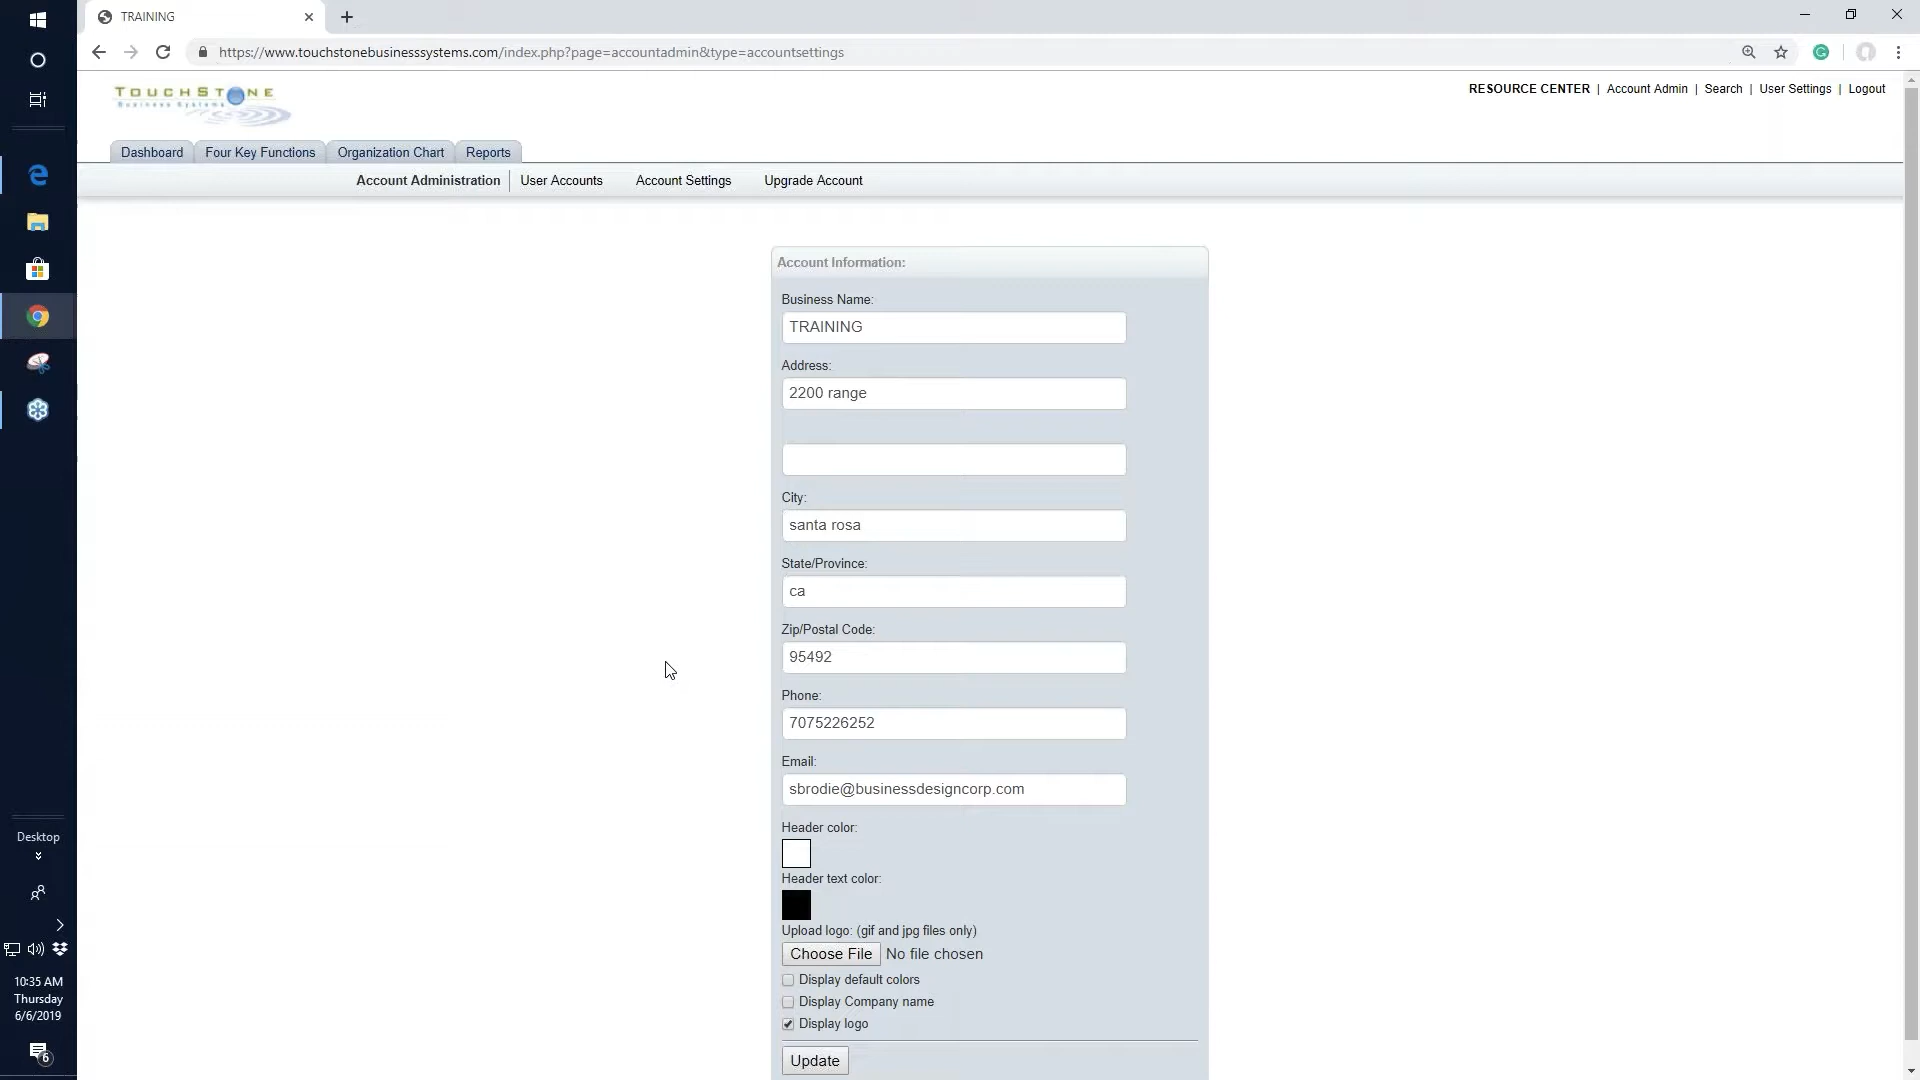 TRAINING
https://www.touchstonebusinesssystems.com/index.php?page=accountadmin&type=accountsettings
TOUCHSTONE
Business Systems
RESOURCE CENTER | Account Admin | Search | User Settings | Logout
Dashboard Four Key Functions Organization Chart Reports
Account Administration User Accounts Account Settings Upgrade Account
Account Information:
Business Name:
TRAINING
Address:
2200 range
City:
santa rosa
State/Province:
ca
Zip/Postal Code:
95492
Phone:
7075226252
Email:
sbrodie@businessdesigncorp.com
Header color:
Header text color:
Upload logo: (gif and jpg files only)
Choose File No file chosen
Display default colors
Display Company name
Display logo
Update
Desktop
10:35 AM
Thursday
6/6/2019
6